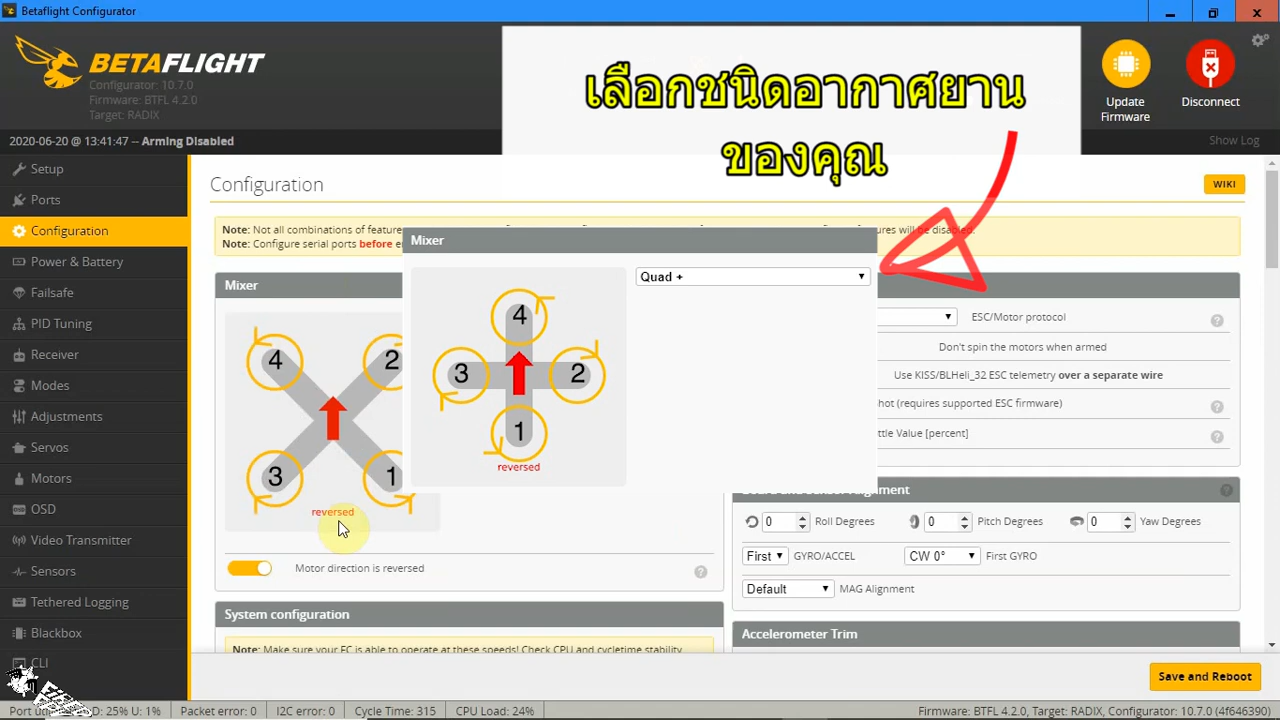 Betaflight Configurator
BETAFLIGHT
Configurator: 10.7.0
Firmware: BTFL 4.2.0
Target: RADIX
เลือกชนิดอากาศยาน
ของคุณ
Update
Firmware
Disconnect
2020-06-20 @ 13:41:47 -- Arming Disabled
Show Log
Setup
Ports
Configuration
Power & Battery
Failsafe
PID Tuning
Receiver
Modes
Adjustments
Servos
Motors
OSD
Video Transmitter
Sensors
Tethered Logging
Blackbox
CLI
Configuration
WIKI
Note: Not all combinations of feature
ures will be disabled.
Note: Configure serial ports before
Mixer
4
2
3
1
reversed
Motor direction is reversed
Mixer
Quad +
4
3
2
1
reversed
ESC/Motor protocol
Don't spin the motors when armed
Use KISS/BLHeli_32 ESC telemetry over a separate wire
hot (requires supported ESC firmware)
ttle Value [percent]
Board and Sensor Alignment
0 Roll Degrees
0 Pitch Degrees
0 Yaw Degrees
First GYRO/ACCEL
CW 0° First GYRO
Default MAG Alignment
System configuration
Note: Make sure your FC is able to operate at these speeds! Check CPU and cycletime stability.
Accelerometer Trim
Save and Reboot
D: 25% U: 1%
Packet error: 0
I2C error: 0
Cycle Time: 315
CPU Load: 24%
Firmware: BTFL 4.2.0, Target: RADIX, Configurator: 10.7.0 (4f646390)